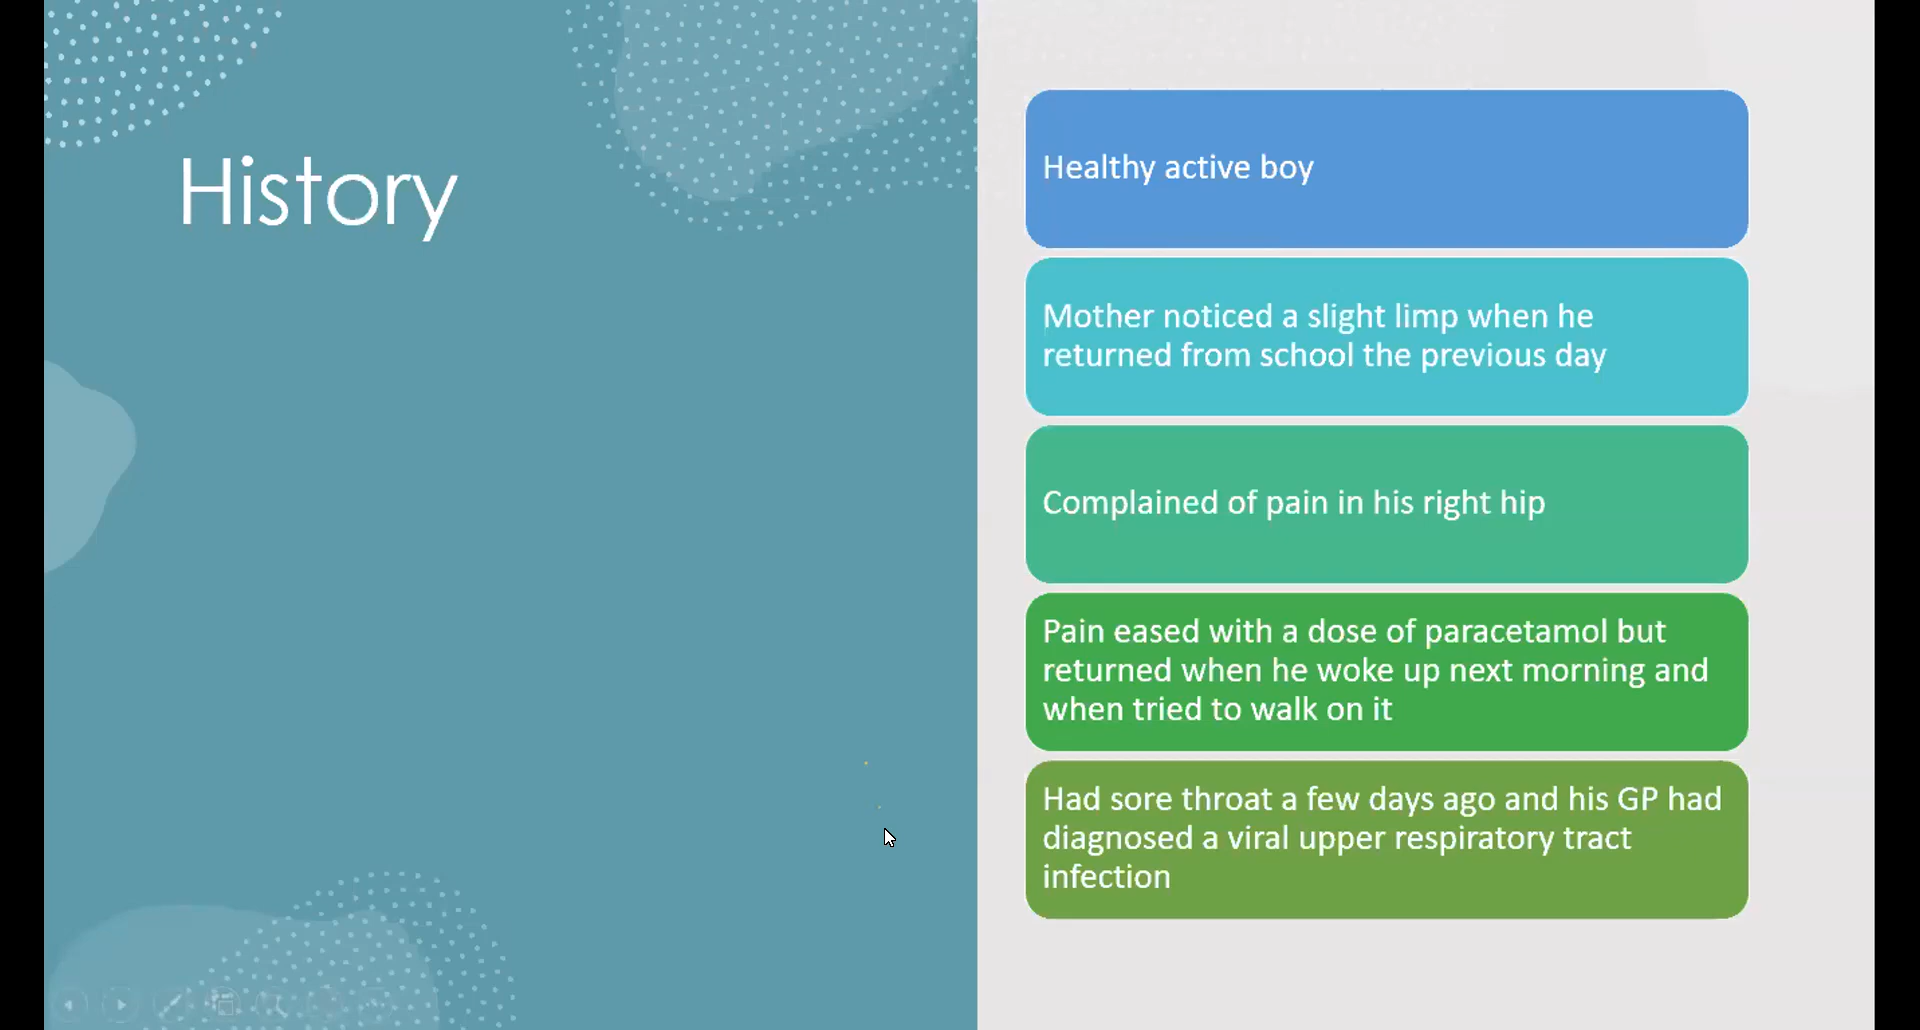 History
Healthy active boy
Mother noticed a slight limp when he
returned from school the previous day
Complained of pain in his right hip
Pain eased with a dose of paracetamol but
returned when he woke up next morning and
when tried to walk on it
Had sore throat a few days ago and his GP had
diagnosed a viral upper respiratory tract
infection